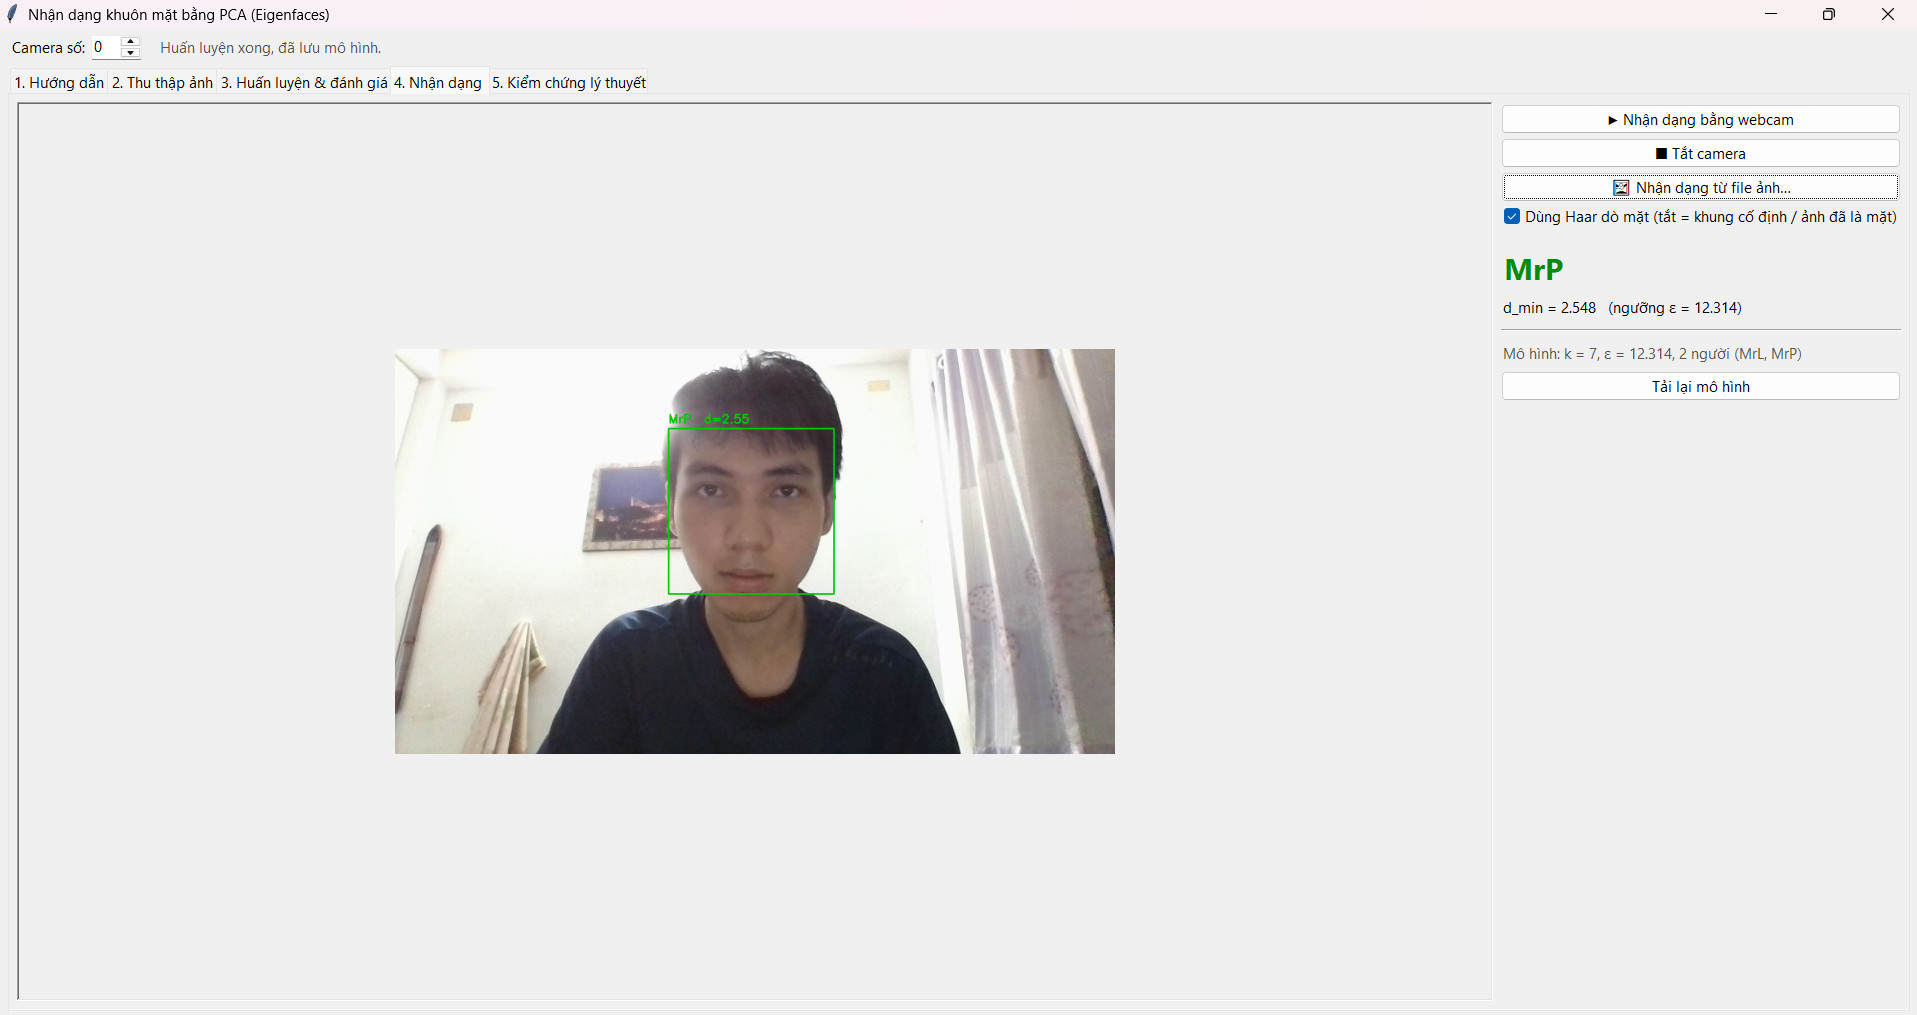 Nhận dạng khuôn mặt bằng PCA (Eigenfaces)
Camera số: 0 Huấn luyện xong, đã lưu mô hình.
1. Hướng dẫn 2. Thu thập ảnh 3. Huấn luyện & đánh giá 4. Nhận dạng 5. Kiểm chứng lý thuyết
► Nhận dạng bằng webcam
■ Tắt camera
Nhận dạng từ file ảnh...
Dùng Haar dò mặt (tắt = khung cố định / ảnh đã là mặt)
MrP
d_min = 2.548 (ngưỡng ε = 12.314)
Mô hình: k = 7, ε = 12.314, 2 người (MrL, MrP)
Tải lại mô hình
MrP d=2.55